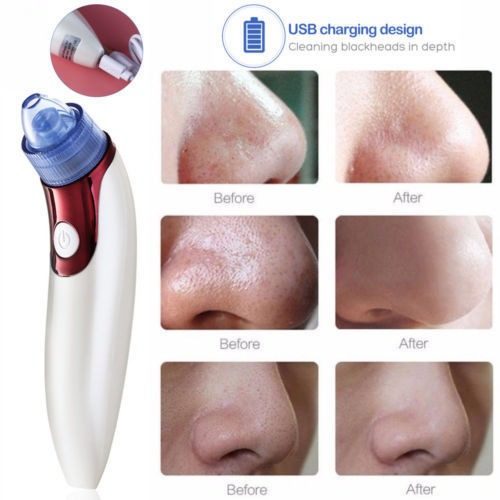 USB charging design
Cleaning blackheads in depth
Before
After
Before
After
Before
After